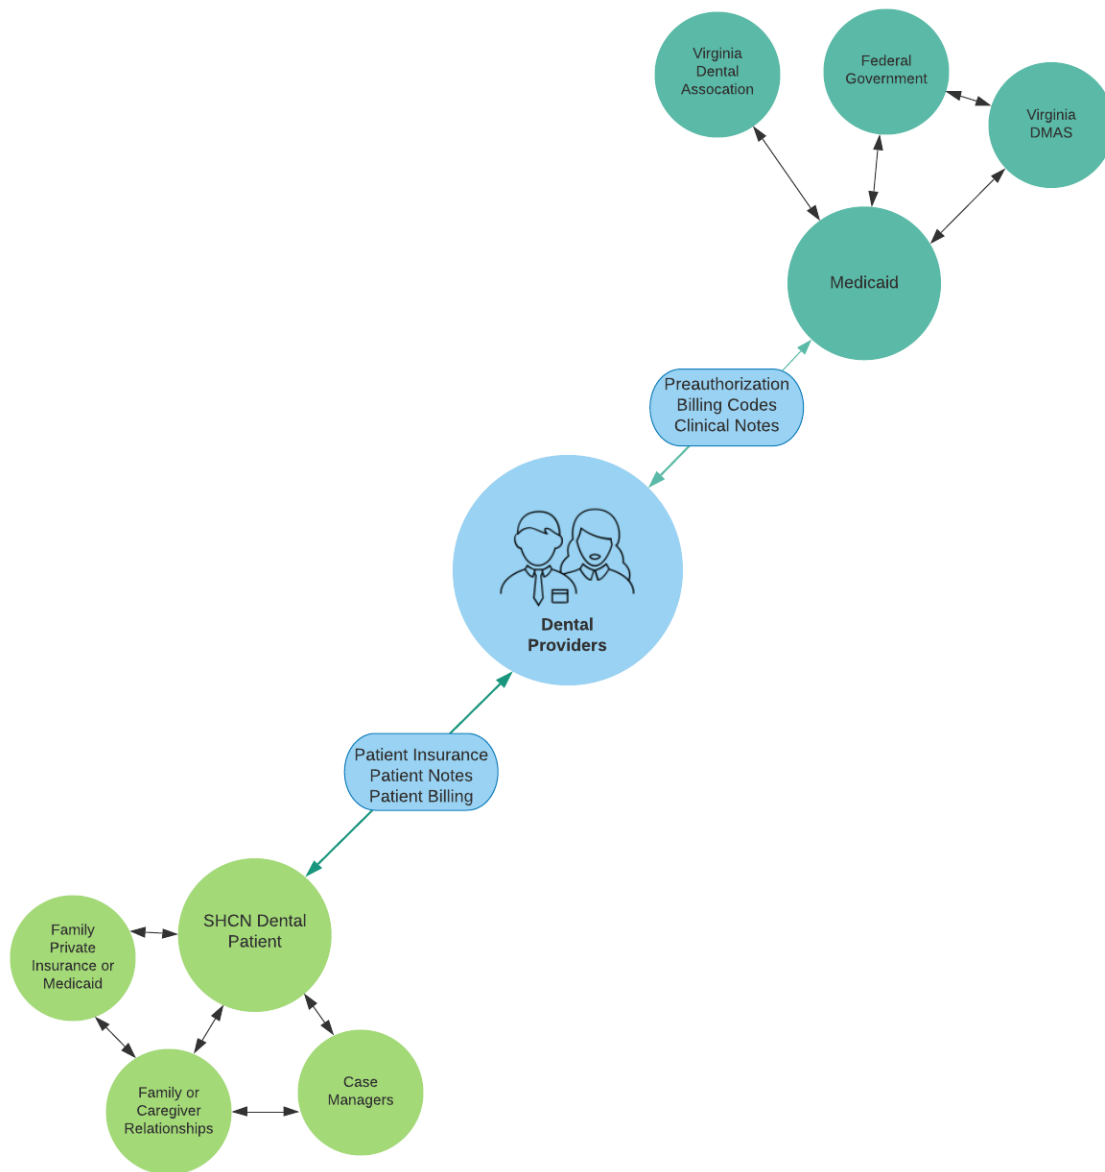 Virginia
Dental
Assocation
Federal
Government
Virginia
DMAS
Medicaid
Preauthorization
Billing Codes
Clinical Notes
Dental
Providers
Patient Insurance
Patient Notes
Patient Billing
SHCN Dental
Patient
Family
Private
Insurance or
Medicaid
Family or
Caregiver
Relationships
Case
Managers